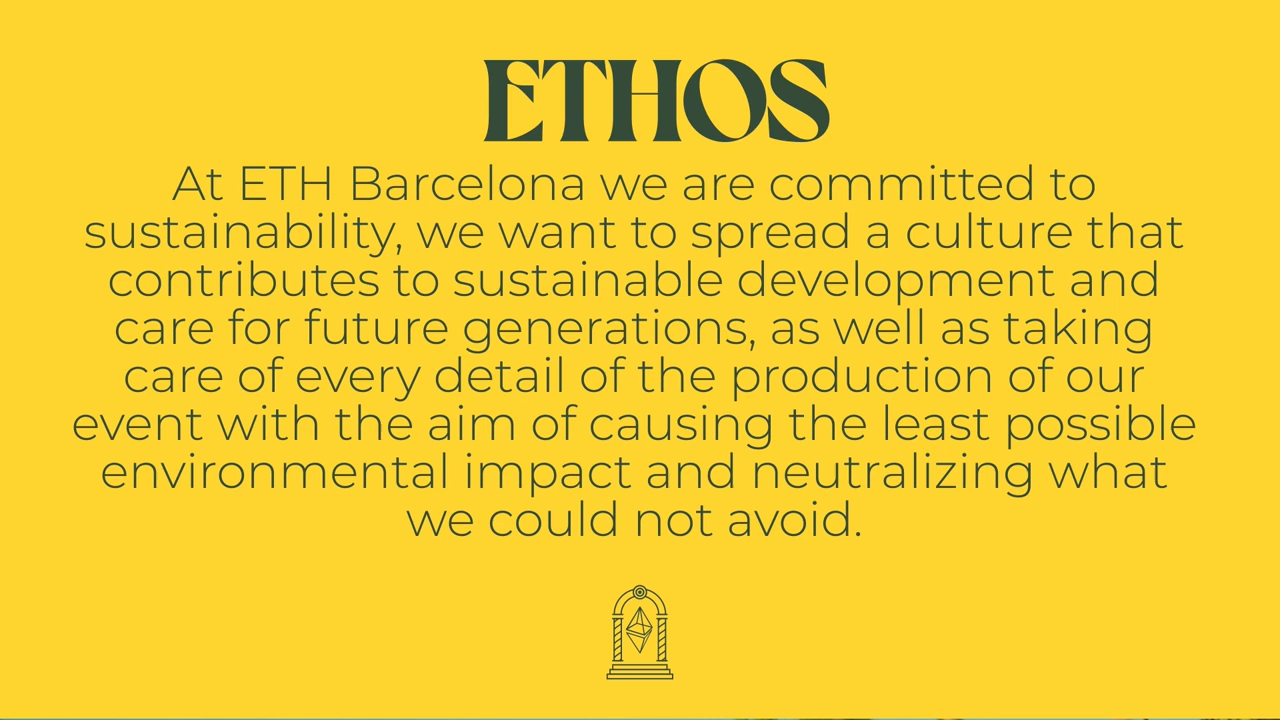 ETHOS
At ETH Barcelona we are committed to
sustainability, we want to spread a culture that
contributes to sustainable development and
care for future generations, as well as taking
care of every detail of the production of our
event with the aim of causing the least possible
environmental impact and neutralizing what
we could not avoid.